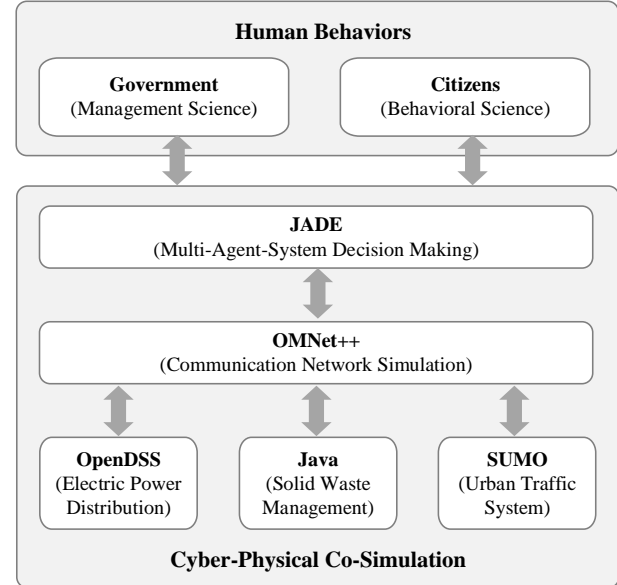 Human Behaviors
Government
(Management Science)
Citizens
(Behavioral Science)
JADE
(Multi-Agent-System Decision Making)
OMNet++
(Communication Network Simulation)
OpenDSS
(Electric Power
Distribution)
Java
(Solid Waste
Management)
SUMO
(Urban Traffic
System)
Cyber-Physical Co-Simulation